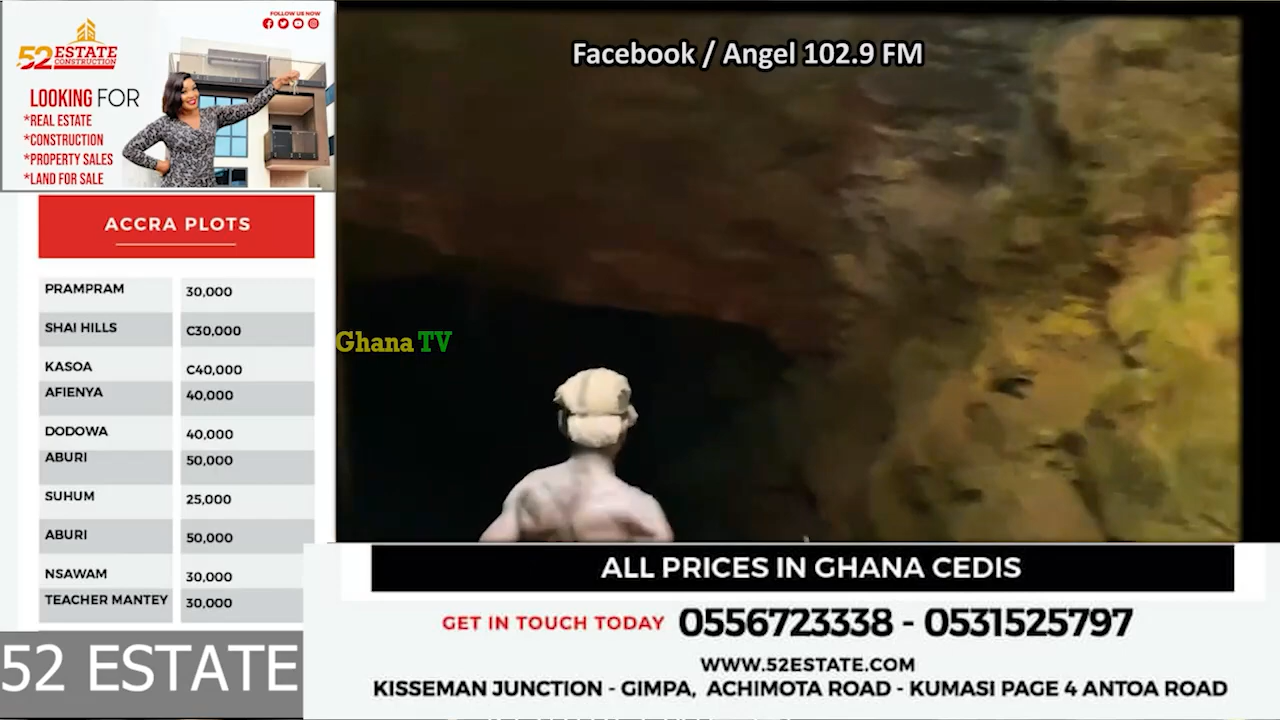 FOLLOW US NOW
52 ESTATE
CONSTRUCTION
LOOKING FOR
*REAL ESTATE
*CONSTRUCTION
*PROPERTY SALES
*LAND FOR SALE
Facebook / Angel 102.9 FM
Ghana TV
ACCRA PLOTS
PRAMPRAM 30,000
SHAI HILLS C30,000
KASOA C40,000
AFIENYA 40,000
DODOWA 40,000
ABURI 50,000
SUHUM 25,000
ABURI 50,000
NSAWAM 30,000
TEACHER MANTEY 30,000
52 ESTATE
ALL PRICES IN GHANA CEDIS
GET IN TOUCH TODAY 0556723338 - 0531525797
WWW.52ESTATE.COM
KISSEMAN JUNCTION - GIMPA, ACHIMOTA ROAD - KUMASI PAGE 4 ANTOA ROAD